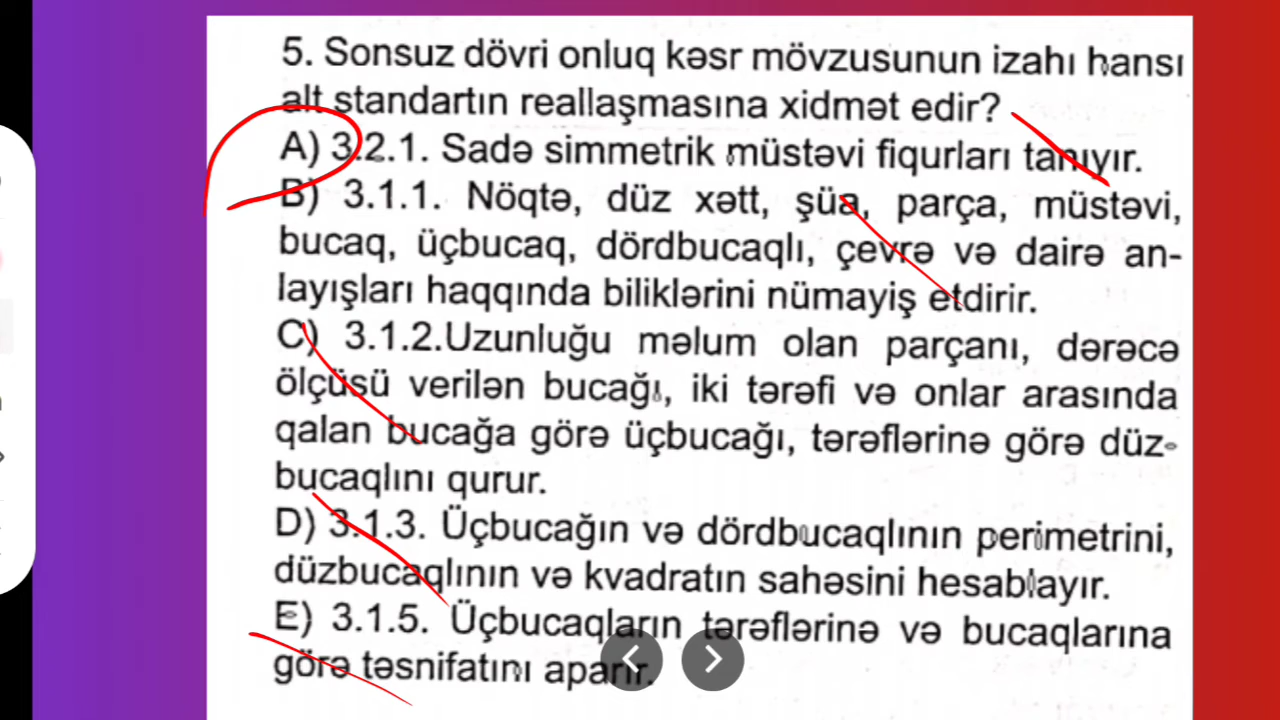 5. Sonsuz dövri onluq kəsr mövzusunun izahı hansı
alt standartın reallaşmasına xidmət edir?
A) 3.2.1. Sadə simmetrik müstəvi fiqurları tanıyır.
B) 3.1.1. Nöqtə, düz xətt, şüa, parça, müstəvi,
bucaq, üçbucaq, dördbucaqlı, çevrə və dairə an-
layışları haqqında biliklərini nümayiş etdirir.
C) 3.1.2.Uzunluğu məlum olan parçanı, dərəcə
ölçüsü verilən bucağı, iki tərəfi və onlar arasında
qalan bucağa görə üçbucağı, tərəflərinə görə düz-
bucaqlını qurur.
D) 3.1.3. Üçbucağın və dördbucaqlının perimetrini,
düzbucaqlının və kvadratın sahəsini hesablayır.
E) 3.1.5. Üçbucaqların tərəflərinə və bucaqlarına
görə təsnifatını aparır.